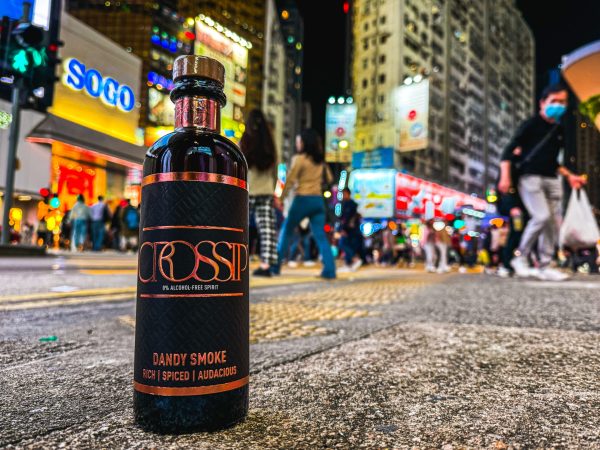 SOGO
CROSSIP
0% ALCOHOL-FREE SPIRIT
DANDY SMOKE
RICH | SPICED | AUDACIOUS